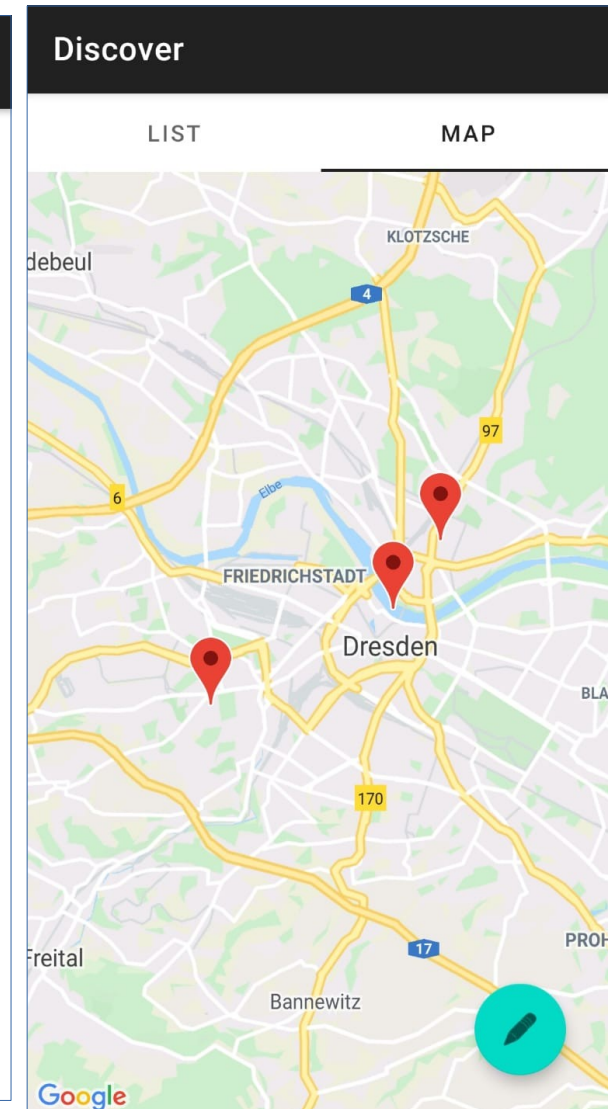 Discover
LIST MAP
KLOTZSCHE
debeul
4
97
6
Elbe
FRIEDRICHSTADT
Dresden
BLA
170
PROH
17
Freital
Bannewitz
Google